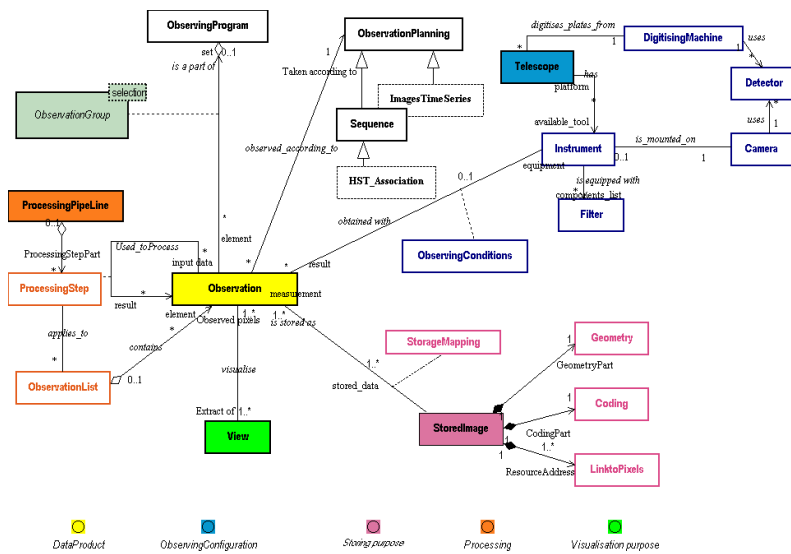 ObservingProgram
set 0..1
is a part of
ObservationPlanning
1
Taken according to
ImagesTimeSeries
Sequence
HST_Association
observed_according_to
digitises_plates_from
*
1
DigitisingMachine
1
uses
*
Telescope
Detector
has
platform
*
available_tool
*
uses
1
Instrument
is_mounted_on
0..1
1
Camera
equipment
is equipped with
*
components_list
Filter
selection
ObservationGroup
0..1
obtained with
ObservingConditions
ProcessingPipeLine
0..1
ProcessingStepPart
*
Used_toProcess
*
element
*
input data
ProcessingStep
result
*
Observation
*
*
result
measurement
element
Observed pixels
1..*
1..*
is stored as
applies_to
*
contains
*
ObservationList
0..1
visualise
StorageMapping
1..*
stored_data
Extract of
1..*
View
Geometry
1
GeometryPart
1
StoredImage
1
Coding
CodingPart
1
1
1..*
ResourceAddress
LinktoPixels
DataProduct
ObservingConfiguration
Storing purpose
Processing
Visualisation purpose